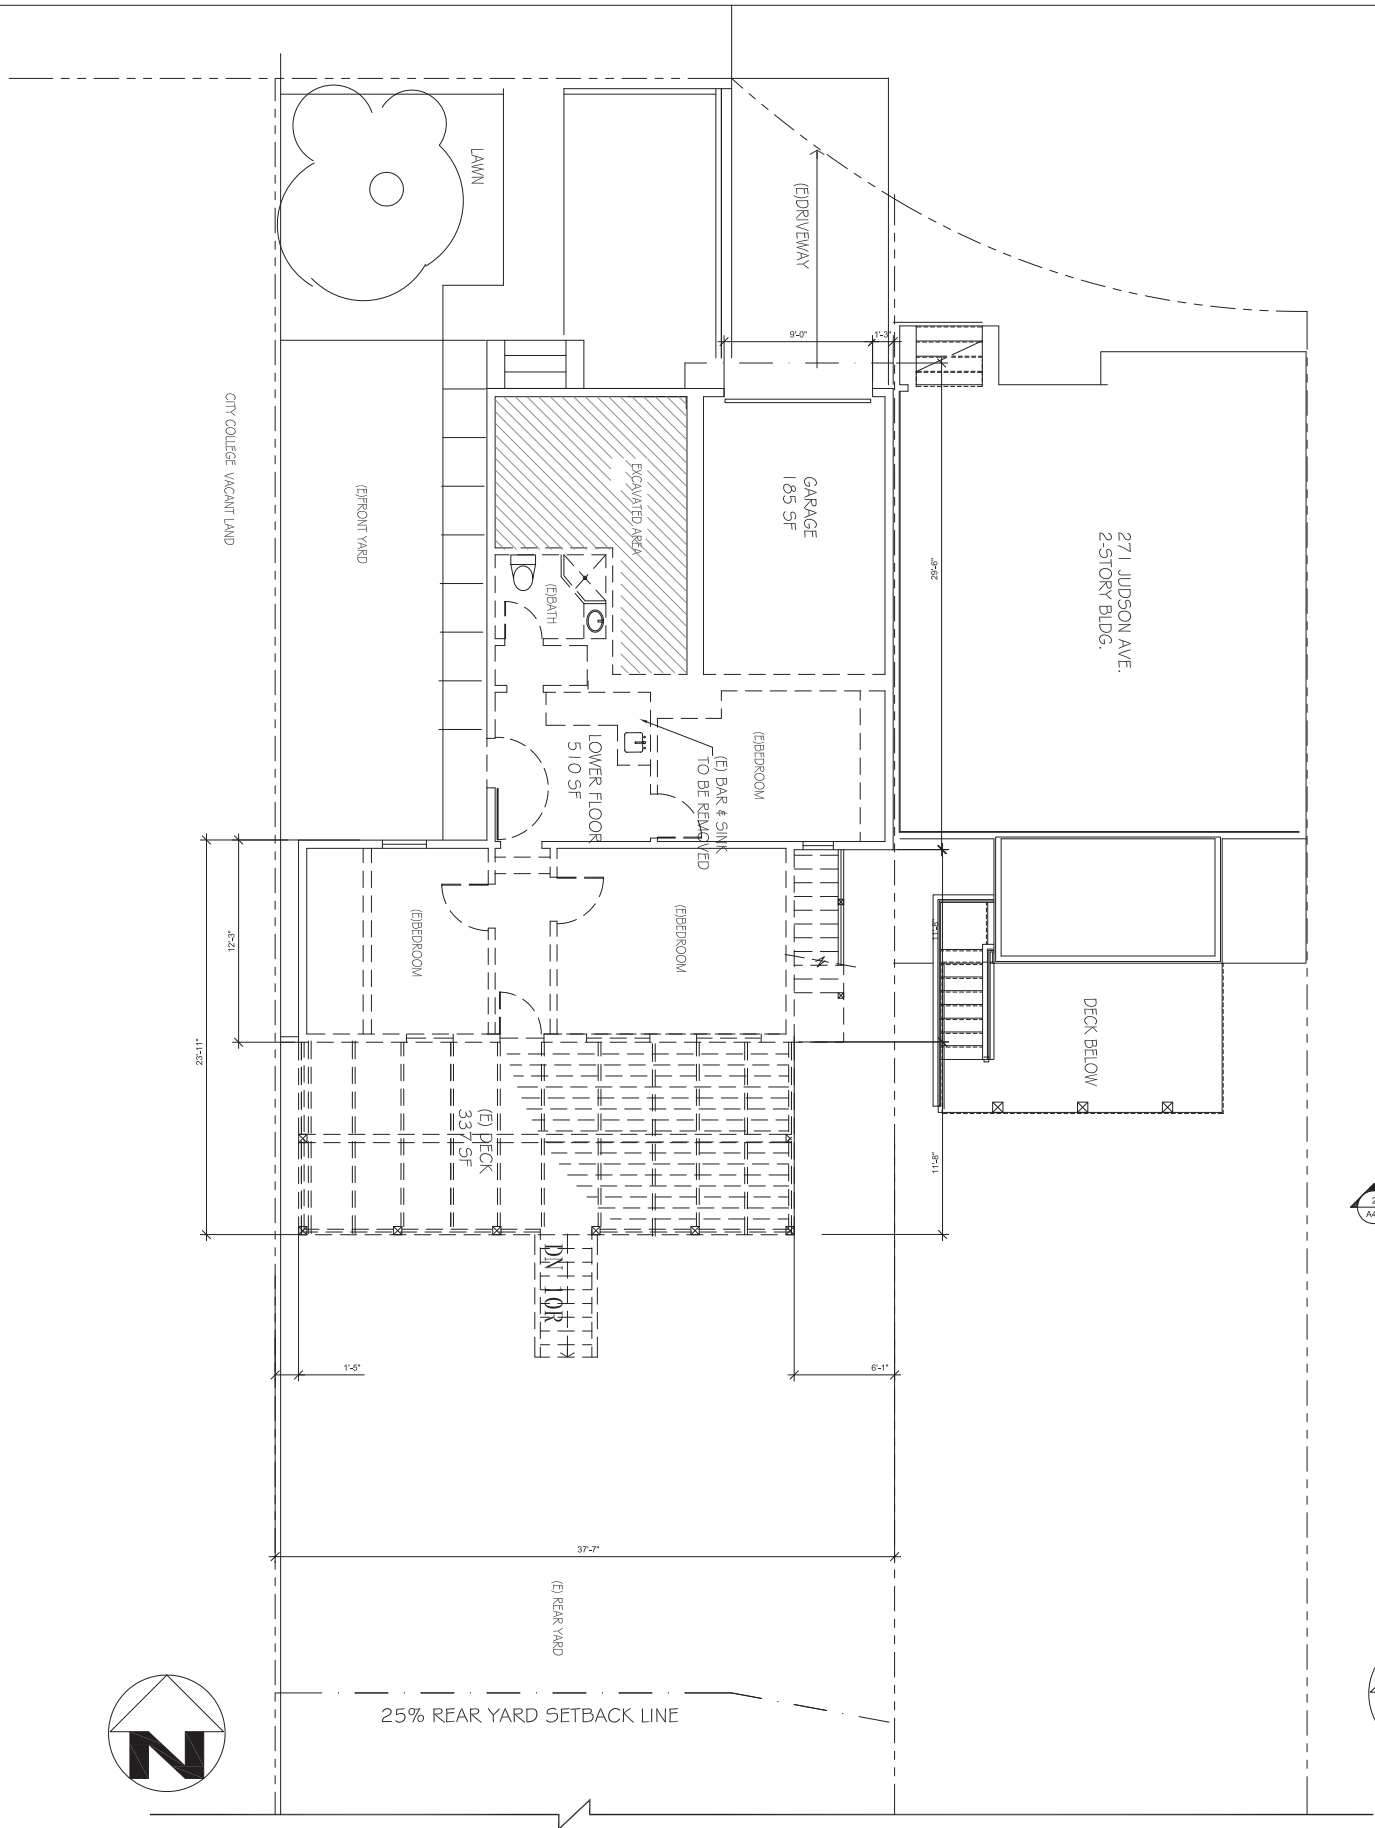 LAWN
(E)DRIVEWAY
9'-0"
1'-3"
CITY COLLEGE VACANT LAND
(E)FRONT YARD
EXCAVATED AREA
GARAGE
185 SF
271 JUDSON AVE.
2-STORY BLDG.
29'-6"
(E)BATH
LOWER FLOOR
510 SF
(E) BAR & SINK
TO BE REMOVED
(E)BEDROOM
(E)BEDROOM
(E)BEDROOM
12'-3"
23'-11"
DECK BELOW
(E) DECK
337 SF
11'-8"
DN 10R
1'-5"
6'-1"
37'-7"
(E) REAR YARD
25% REAR YARD SETBACK LINE
N
2